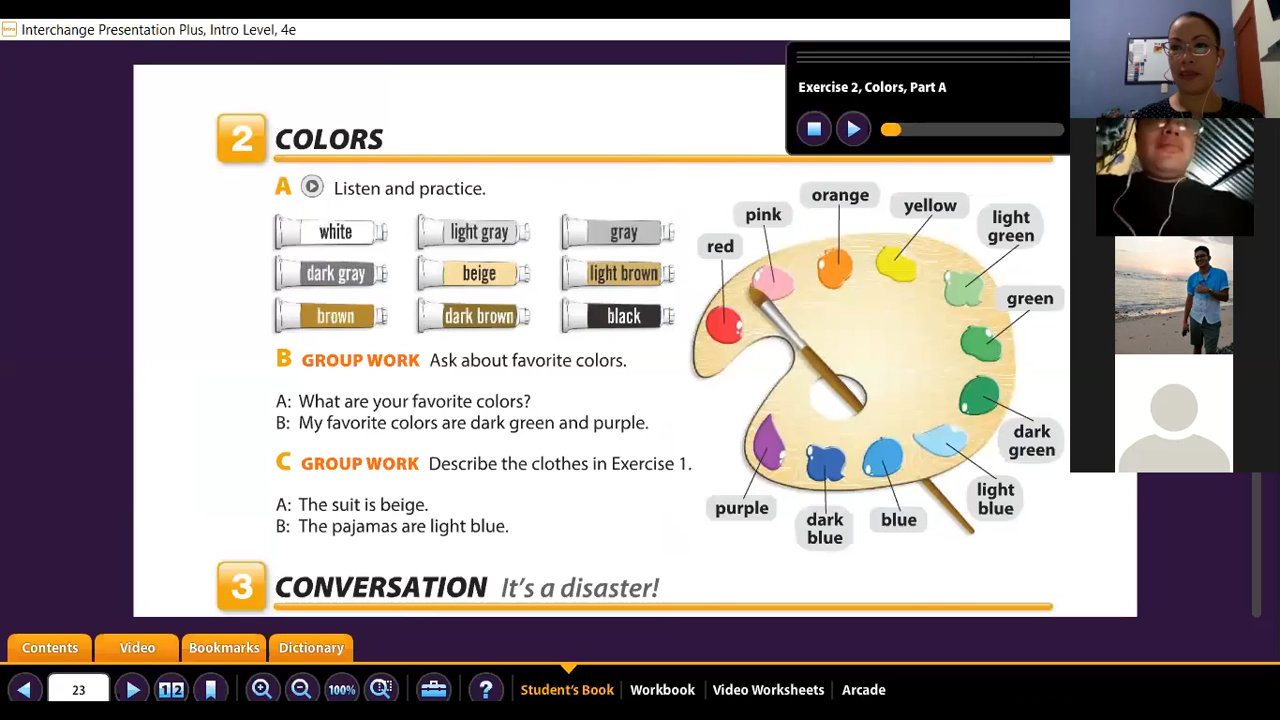 Interchange Presentation Plus, Intro Level, 4e
Exercise 2, Colors, Part A
2 COLORS
A Listen and practice.
white light gray gray
dark gray beige light brown
brown dark brown black
B GROUP WORK Ask about favorite colors.
A: What are your favorite colors?
B: My favorite colors are dark green and purple.
C GROUP WORK Describe the clothes in Exercise 1.
A: The suit is beige.
B: The pajamas are light blue.
red
pink
orange
yellow
light
green
green
dark
green
light
blue
blue
dark
blue
purple
3 CONVERSATION It's a disaster!
Contents Video Bookmarks Dictionary
23 1 2 100% ? Student's Book Workbook Video Worksheets Arcade